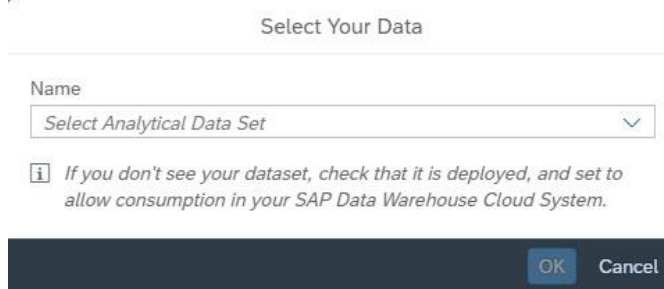 Select Your Data
Name
Select Analytical Data Set
i If you don't see your dataset, check that it is deployed, and set to
allow consumption in your SAP Data Warehouse Cloud System.
OK Cancel